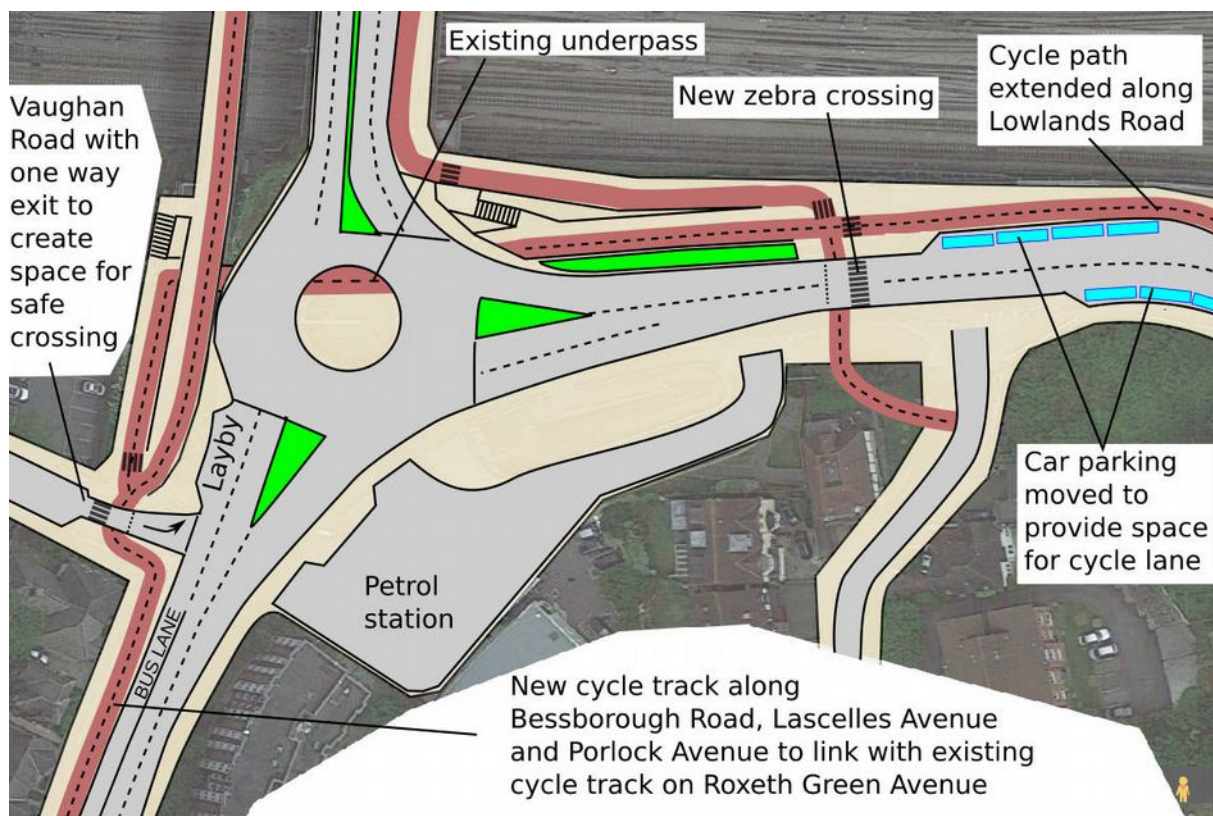 Existing underpass
New zebra crossing
Cycle path
extended along
Lowlands Road
Vaughan
Road with
one way
exit to
create
space for
safe
crossing
Layby
Car parking
moved to
provide space
for cycle lane
Petrol
station
BUS LANE
New cycle track along
Bessborough Road, Lascelles Avenue
and Porlock Avenue to link with existing
cycle track on Roxeth Green Avenue